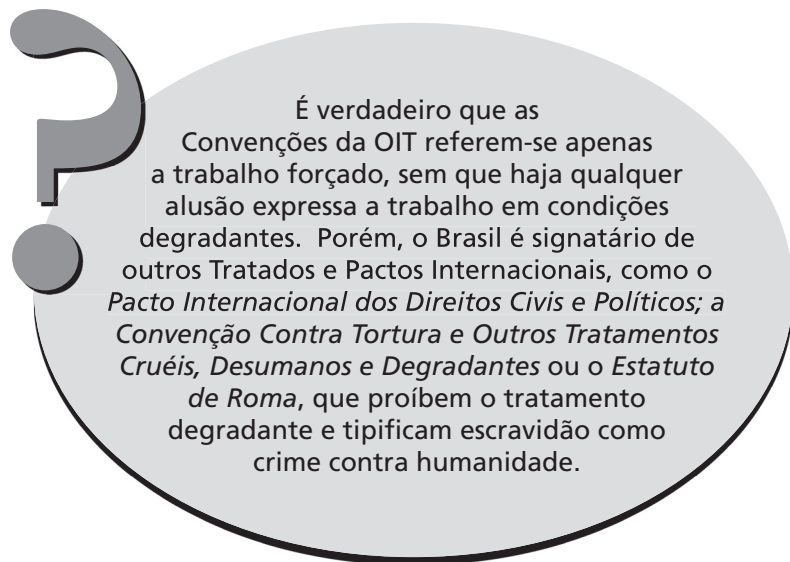 ?
É verdadeiro que as
Convenções da OIT referem-se apenas
a trabalho forçado, sem que haja qualquer
alusão expressa a trabalho em condições
degradantes. Porém, o Brasil é signatário de
outros Tratados e Pactos Internacionais, como o
Pacto Internacional dos Direitos Civis e Políticos; a
Convenção Contra Tortura e Outros Tratamentos
Cruéis, Desumanos e Degradantes ou o Estatuto
de Roma, que proíbem o tratamento
degradante e tipificam escravidão como
crime contra humanidade.